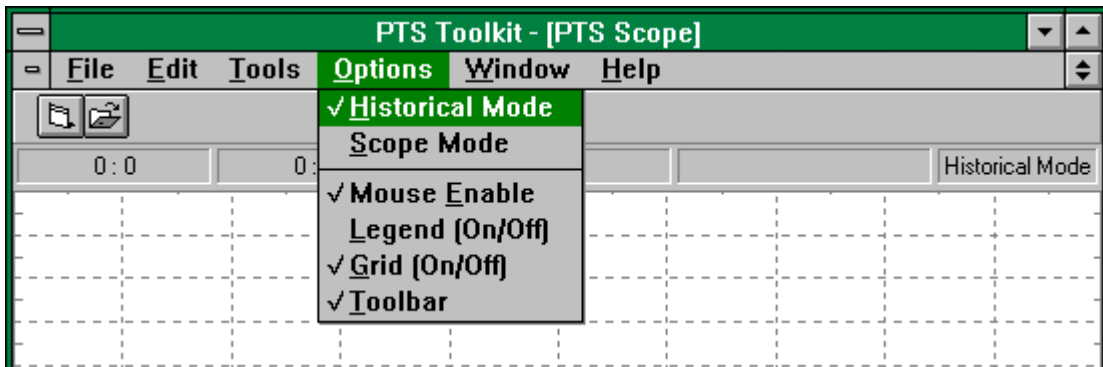 PTS Toolkit - [PTS Scope]
File Edit Tools Options Window Help
✓Historical Mode
Scope Mode
0 : 0 0 : Historical Mode
✓Mouse Enable
Legend (On/Off)
✓Grid (On/Off)
✓Toolbar